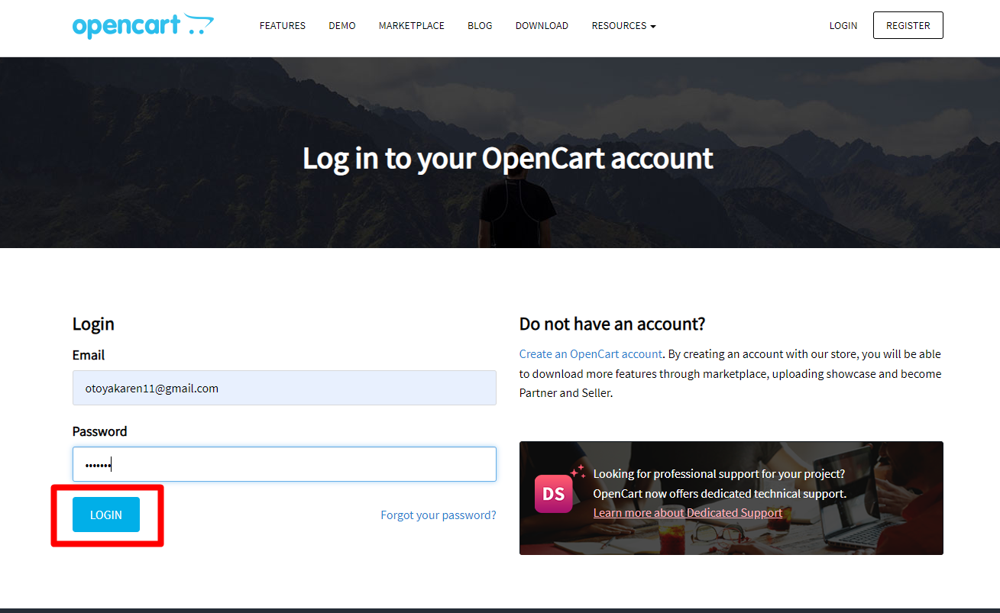 opencart
FEATURES
DEMO
MARKETPLACE
BLOG
DOWNLOAD
RESOURCES
LOGIN
REGISTER
Log in to your OpenCart account
Login
Email
otoyakaren11@gmail.com
Password
•••••••
LOGIN
Forgot your password?
Do not have an account?
Create an OpenCart account. By creating an account with our store, you will be able
to download more features through marketplace, uploading showcase and become
Partner and Seller.
DS
Looking for professional support for your project?
OpenCart now offers dedicated technical support.
Learn more about Dedicated Support